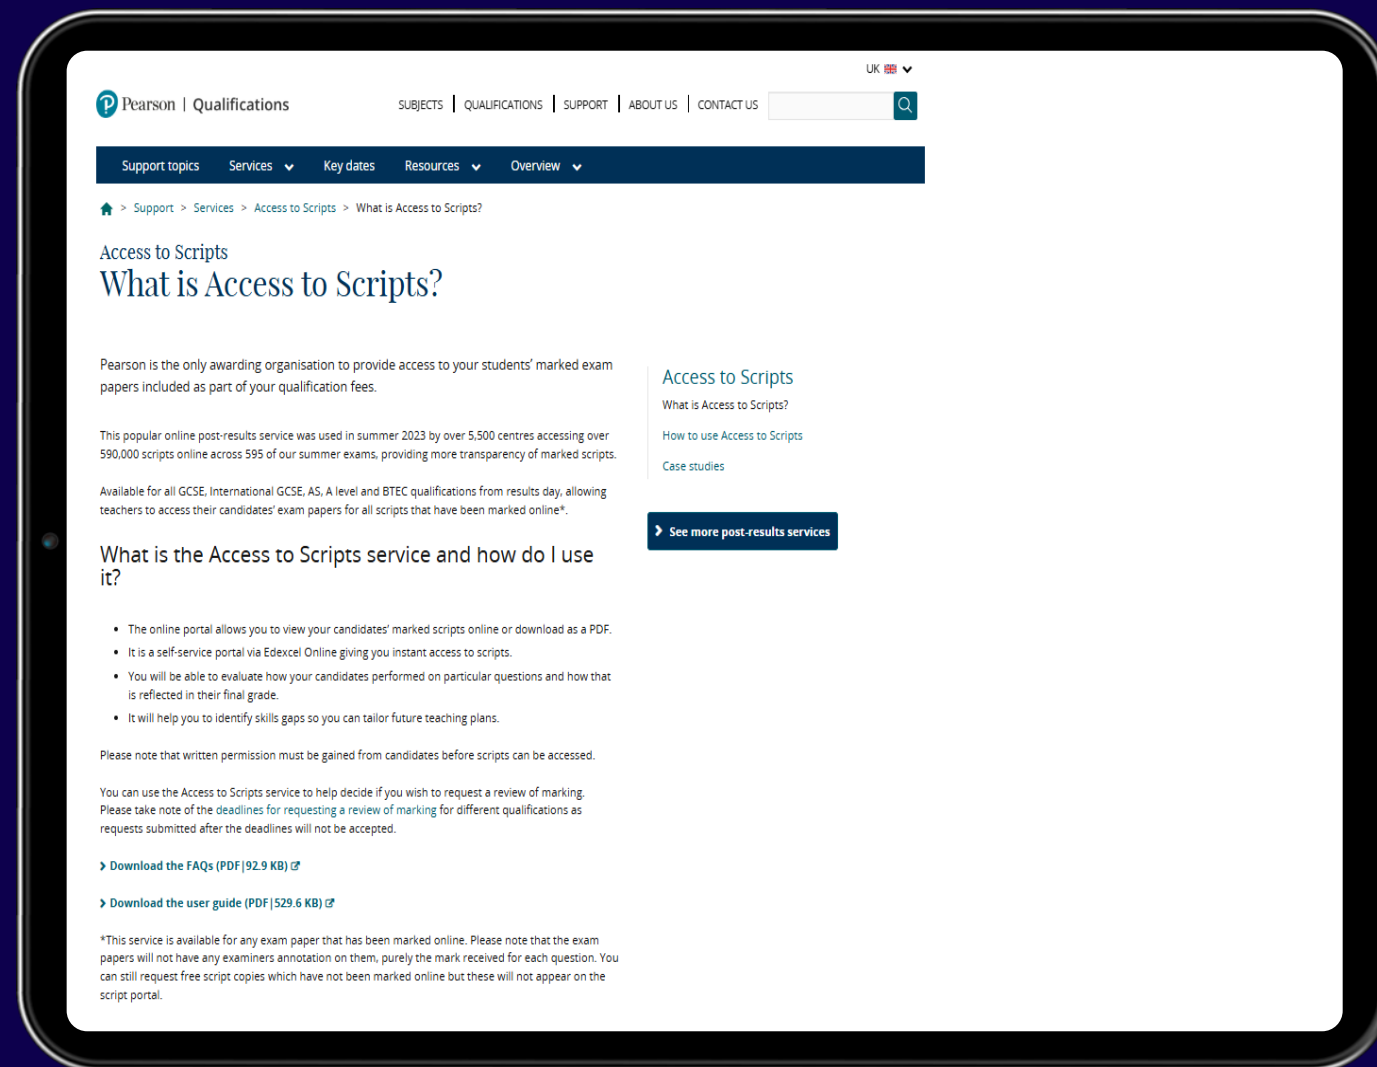 UK
Pearson | Qualifications
SUBJECTS | QUALIFICATIONS | SUPPORT | ABOUT US | CONTACT US
Support topics Services Key dates Resources Overview
> Support > Services > Access to Scripts > What is Access to Scripts?
Access to Scripts
What is Access to Scripts?
Pearson is the only awarding organisation to provide access to your students' marked exam
papers included as part of your qualification fees.
This popular online post-results service was used in summer 2023 by over 5,500 centres accessing over
590,000 scripts online across 595 of our summer exams, providing more transparency of marked scripts.
Available for all GCSE, International GCSE, AS, A level and BTEC qualifications from results day, allowing
teachers to access their candidates' exam papers for all scripts that have been marked online*.
What is the Access to Scripts service and how do I use
it?
• The online portal allows you to view your candidates' marked scripts online or download as a PDF.
• It is a self-service portal via Edexcel Online giving you instant access to scripts.
• You will be able to evaluate how your candidates performed on particular questions and how that
is reflected in their final grade.
• It will help you to identify skills gaps so you can tailor future teaching plans.
Please note that written permission must be gained from candidates before scripts can be accessed.
You can use the Access to Scripts service to help decide if you wish to request a review of marking.
Please take note of the deadlines for requesting a review of marking for different qualifications as
requests submitted after the deadlines will not be accepted.
> Download the FAQs (PDF|92.9 KB)
> Download the user guide (PDF|529.6 KB)
*This service is available for any exam paper that has been marked online. Please note that the exam
papers will not have any examiners annotation on them, purely the mark received for each question. You
can still request free script copies which have not been marked online but these will not appear on the
script portal.
Access to Scripts
What is Access to Scripts?
How to use Access to Scripts
Case studies
> See more post-results services